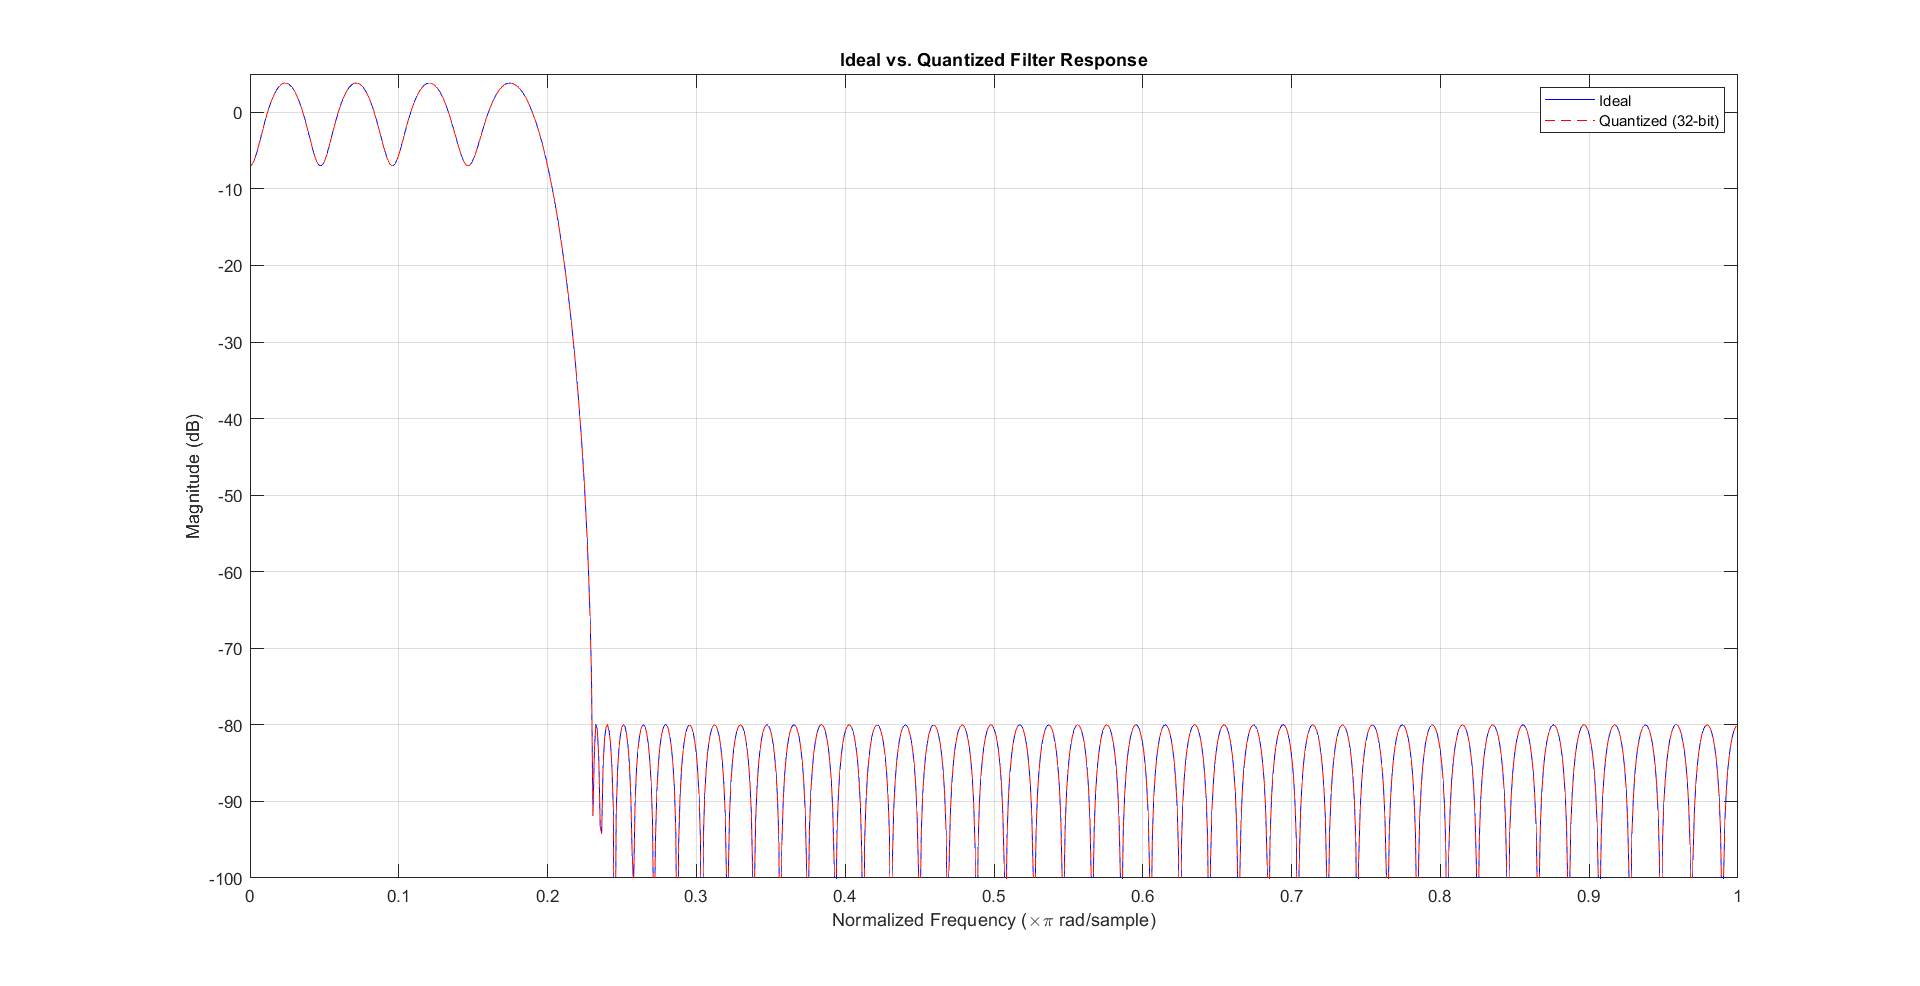 Ideal vs. Quantized Filter Response
Ideal
Quantized (32-bit)
Magnitude (dB)
0
-10
-20
-30
-40
-50
-60
-70
-80
-90
-100
0 0.1 0.2 0.3 0.4 0.5 0.6 0.7 0.8 0.9 1
Normalized Frequency (×π rad/sample)